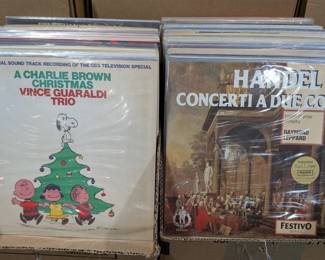 AL SOUND TRACK RECORDING OF THE CBS TELEVISION SPECIAL
A CHARLIE BROWN
CHRISTMAS
VINCE GUARALDI
TRIO
HANDEL
CONCERTI A DUE CO
RAYMOND
LEPPARD
FESTIVO